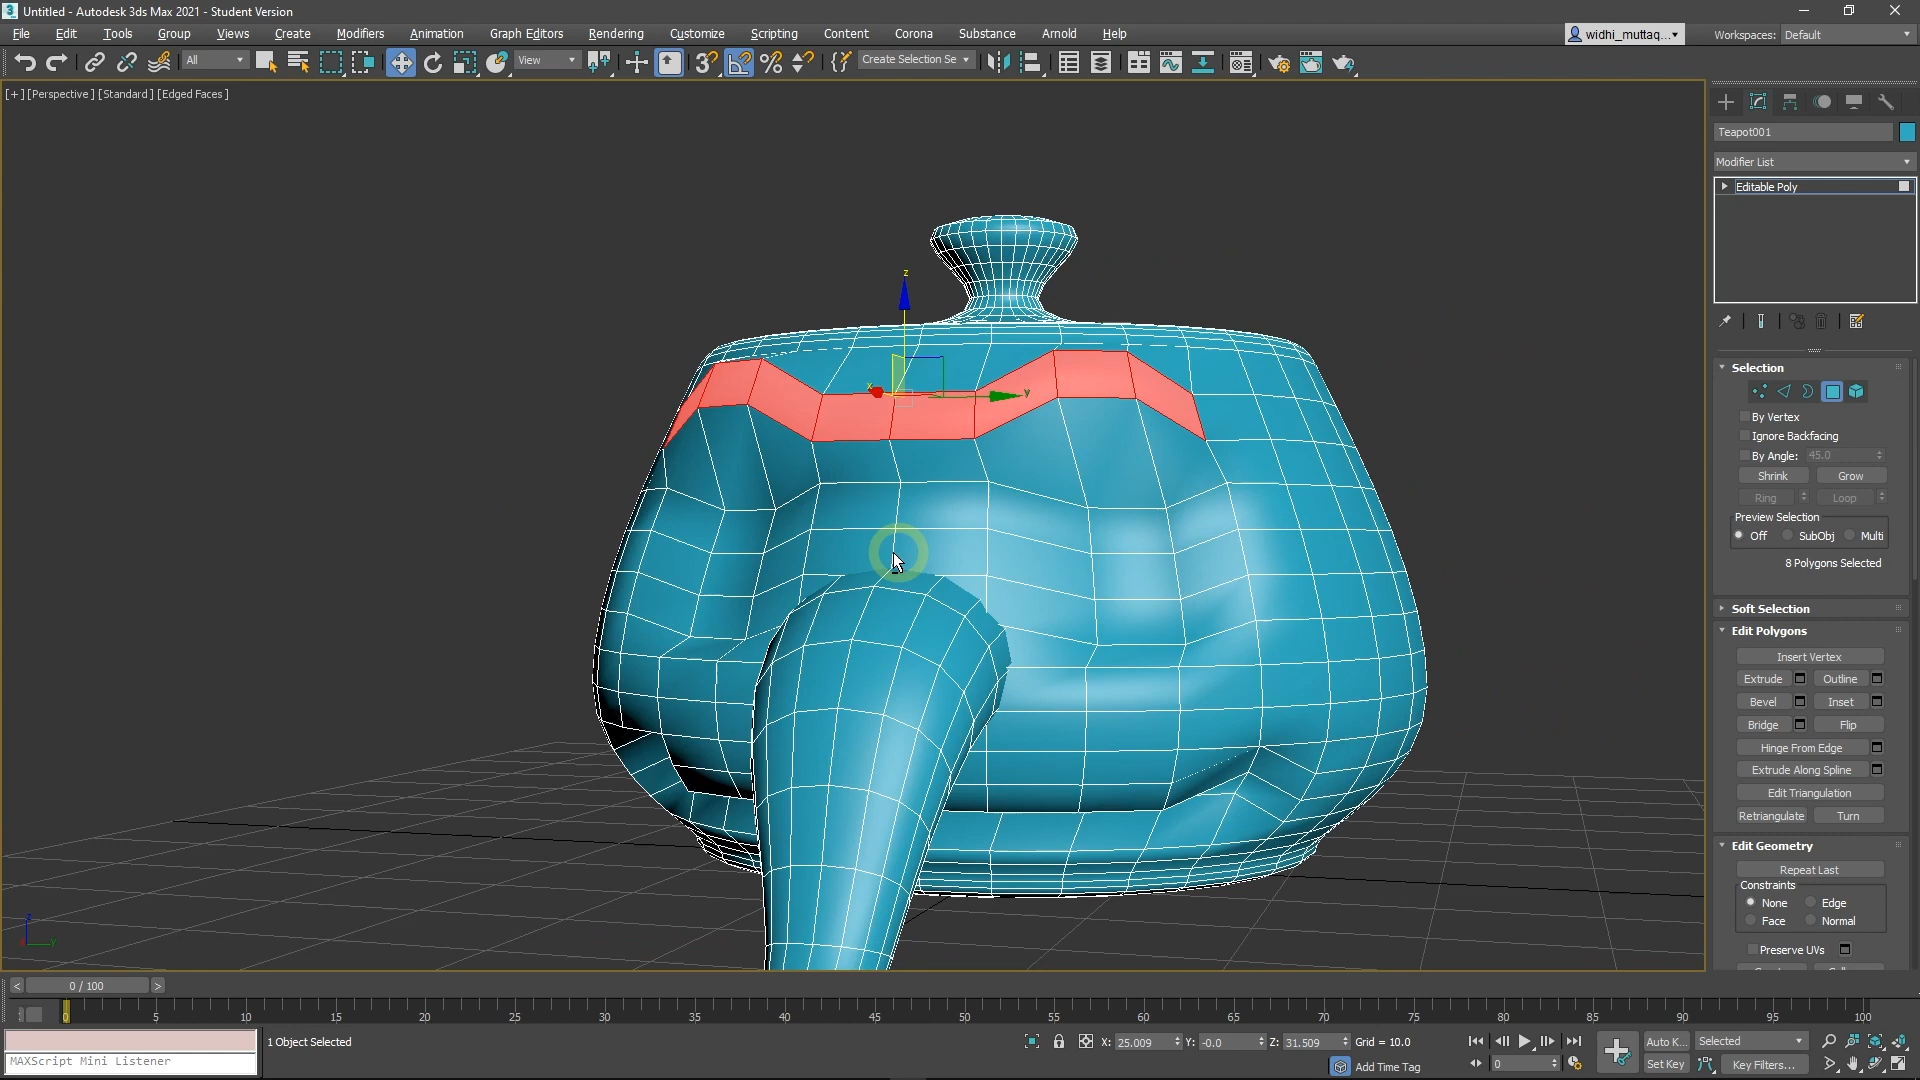 3 Untitled - Autodesk 3ds Max 2021 - Student Version
File Edit Tools Group Views Create Modifiers Animation Graph Editors Rendering Customize Scripting Content Corona Substance Arnold Help widhi_muttaq... Workspaces: Default
All View 3 Create Selection Se
[+] [Perspective] [Standard] [Edged Faces]
Teapot001
Modifier List
Editable Poly
z
x
y
Selection
By Vertex
Ignore Backfacing
By Angle: 45.0
Shrink Grow
Ring Loop
Preview Selection
Off SubObj Multi
8 Polygons Selected
Soft Selection
Edit Polygons
Insert Vertex
Extrude Outline
Bevel Inset
Bridge Flip
Hinge From Edge
Extrude Along Spline
Edit Triangulation
Retriangulate Turn
Edit Geometry
Repeat Last
Constraints
None Edge
Face Normal
Preserve UVs
z
x y
< 0 / 100 >
0 5 10 15 20 25 30 35 40 45 50 55 60 65 70 75 80 85 90 95 100
1 Object Selected X: 25.009 Y: -0.0 Z: 31.509 Grid = 10.0 Auto K... Selected
MAXScript Mini Listener Add Time Tag 0 Set Key Key Filters...